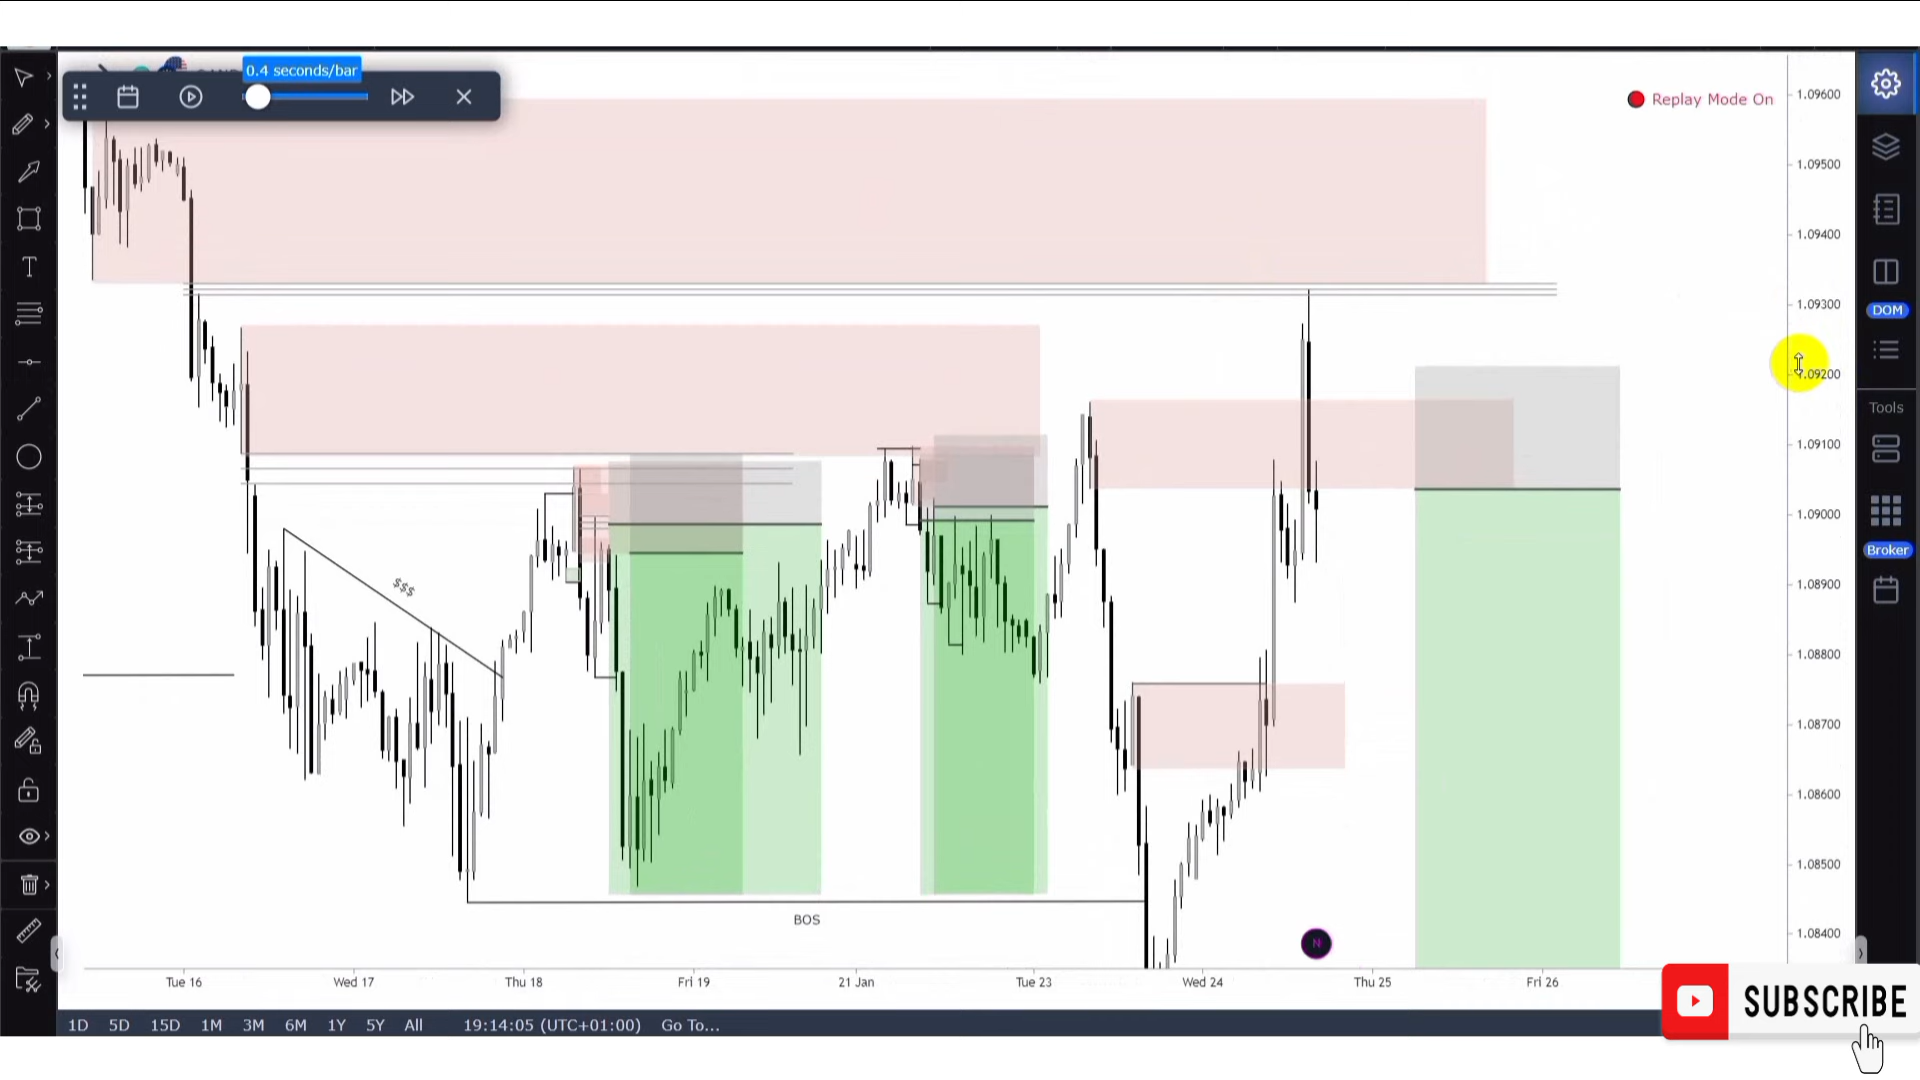 0.4 seconds/bar
Replay Mode On
1.09600
1.09500
1.09400
1.09300
DOM
1.09200
Tools
1.09100
1.09000
Broker
$$$
1.08900
1.08800
1.08700
1.08600
1.08500
BOS
1.08400
N
Tue 16 Wed 17 Thu 18 Fri 19 21 Jan Tue 23 Wed 24 Thu 25 Fri 26
SUBSCRIBE
1D 5D 15D 1M 3M 6M 1Y 5Y All 19:14:05 (UTC+01:00) Go To...